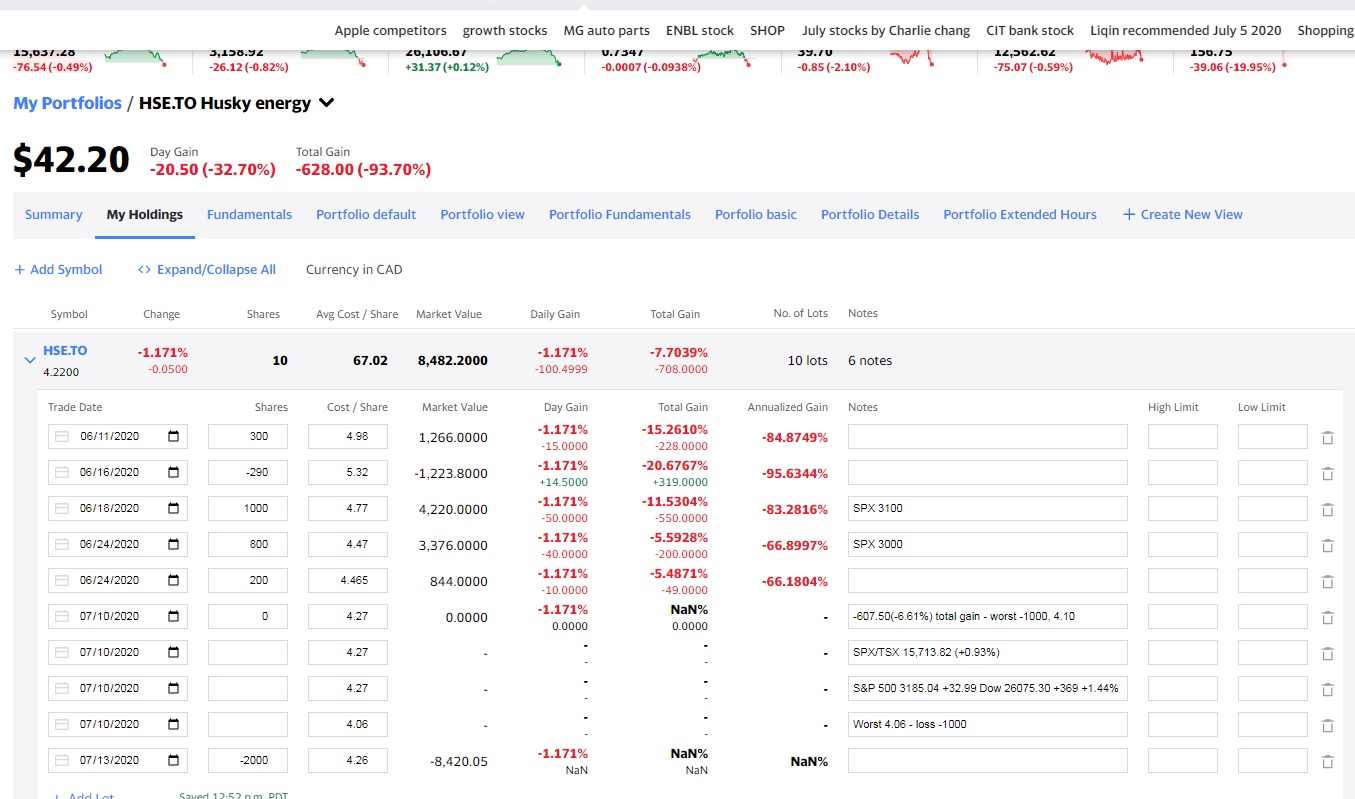 Apple competitors growth stocks MG auto parts ENBL stock SHOP July stocks by Charlie chang CIT bank stock Liqin recommended July 5 2020 Shopping
15,637.28 3,158.92 26,106.67 0.7347 39.70 12,562.62 156.75
-76.54 (-0.49%) -26.12 (-0.82%) +31.37 (+0.12%) -0.0007 (-0.0938%) -0.85 (-2.10%) -75.07 (-0.59%) -39.06 (-19.95%)
My Portfolios / HSE.TO Husky energy
$42.20 Day Gain Total Gain
-20.50 (-32.70%) -628.00 (-93.70%)
Summary My Holdings Fundamentals Portfolio default Portfolio view Portfolio Fundamentals Porfolio basic Portfolio Details Portfolio Extended Hours + Create New View
+ Add Symbol <> Expand/Collapse All Currency in CAD
Symbol Change Shares Avg Cost / Share Market Value Daily Gain Total Gain No. of Lots Notes
HSE.TO -1.171% 10 67.02 8,482.2000 -1.171% -7.7039% 10 lots 6 notes
4.2200 -0.0500 -100.4999 -708.0000
Trade Date Shares Cost / Share Market Value Day Gain Total Gain Annualized Gain Notes High Limit Low Limit
06/11/2020 300 4.98 1,266.0000 -1.171% -15.2610% -84.8749%
-15.0000 -228.0000
06/16/2020 -290 5.32 -1,223.8000 -1.171% -20.6767% -95.6344%
+14.5000 +319.0000
06/18/2020 1000 4.77 4,220.0000 -1.171% -11.5304% -83.2816% SPX 3100
-50.0000 -550.0000
06/24/2020 800 4.47 3,376.0000 -1.171% -5.5928% -66.8997% SPX 3000
-40.0000 -200.0000
06/24/2020 200 4.465 844.0000 -1.171% -5.4871% -66.1804%
-10.0000 -49.0000
07/10/2020 0 4.27 0.0000 -1.171% NaN% - -607.50(-6.61%) total gain - worst -1000, 4.10
0.0000 0.0000
07/10/2020 4.27 - - - - SPX/TSX 15,713.82 (+0.93%)
- -
07/10/2020 4.27 - - - - S&P 500 3185.04 +32.99 Dow 26075.30 +369 +1.44%
- -
07/10/2020 4.06 - - - - Worst 4.06 - loss -1000
- -
07/13/2020 -2000 4.26 -8,420.05 -1.171% NaN% NaN%
NaN NaN
+ Add Lot Saved 12:52 p.m. PDT